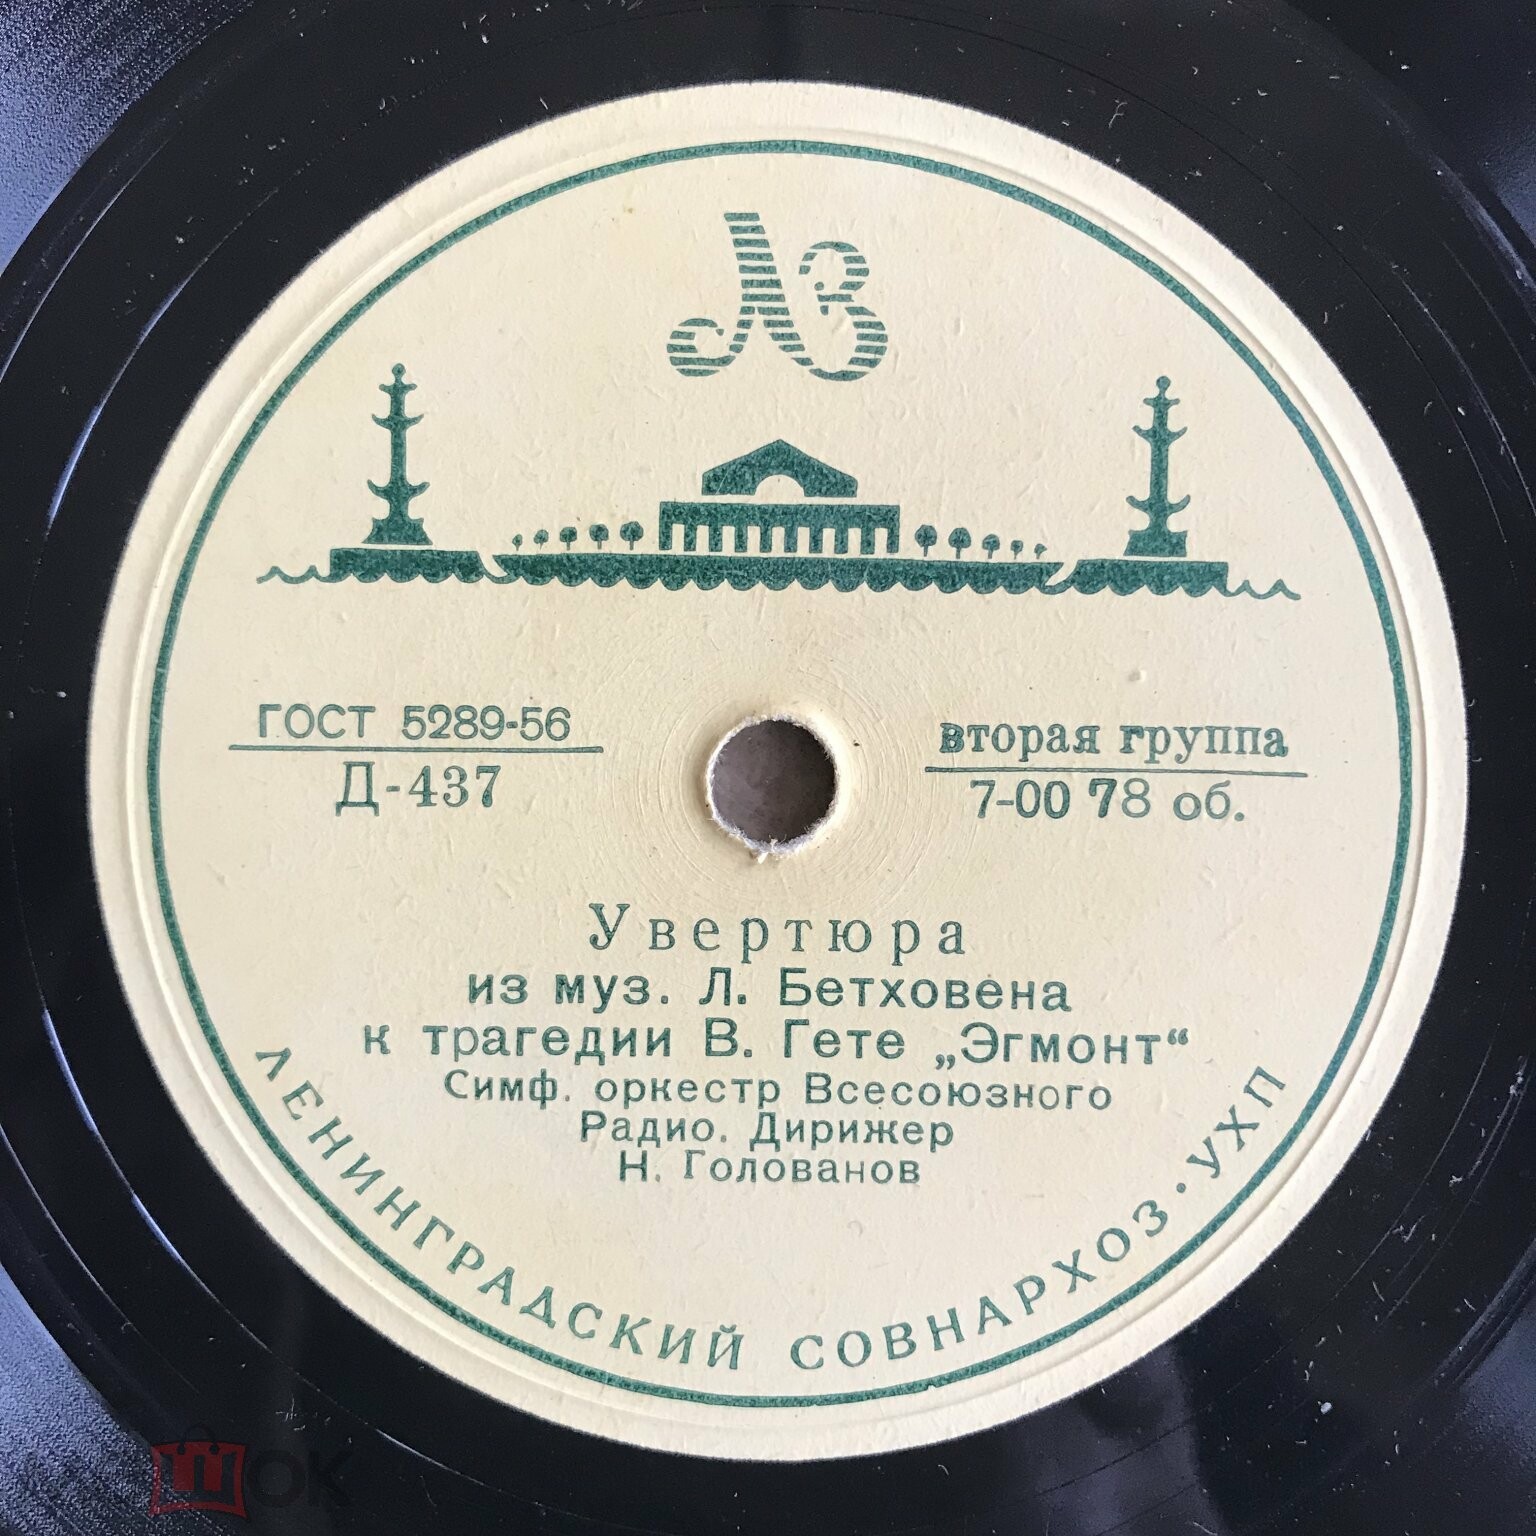 ЛЗ
ГОСТ 5289-56
Д-437
вторая группа
7-00 78 об.
Увертюра
из муз. Л. Бетховена
к трагедии В. Гете „Эгмонт“
Симф. оркестр Всесоюзного
Радио. Дирижер
Н. Голованов
ЛЕНИНГРАДСКИЙ СОВНАРХОЗ · УХП